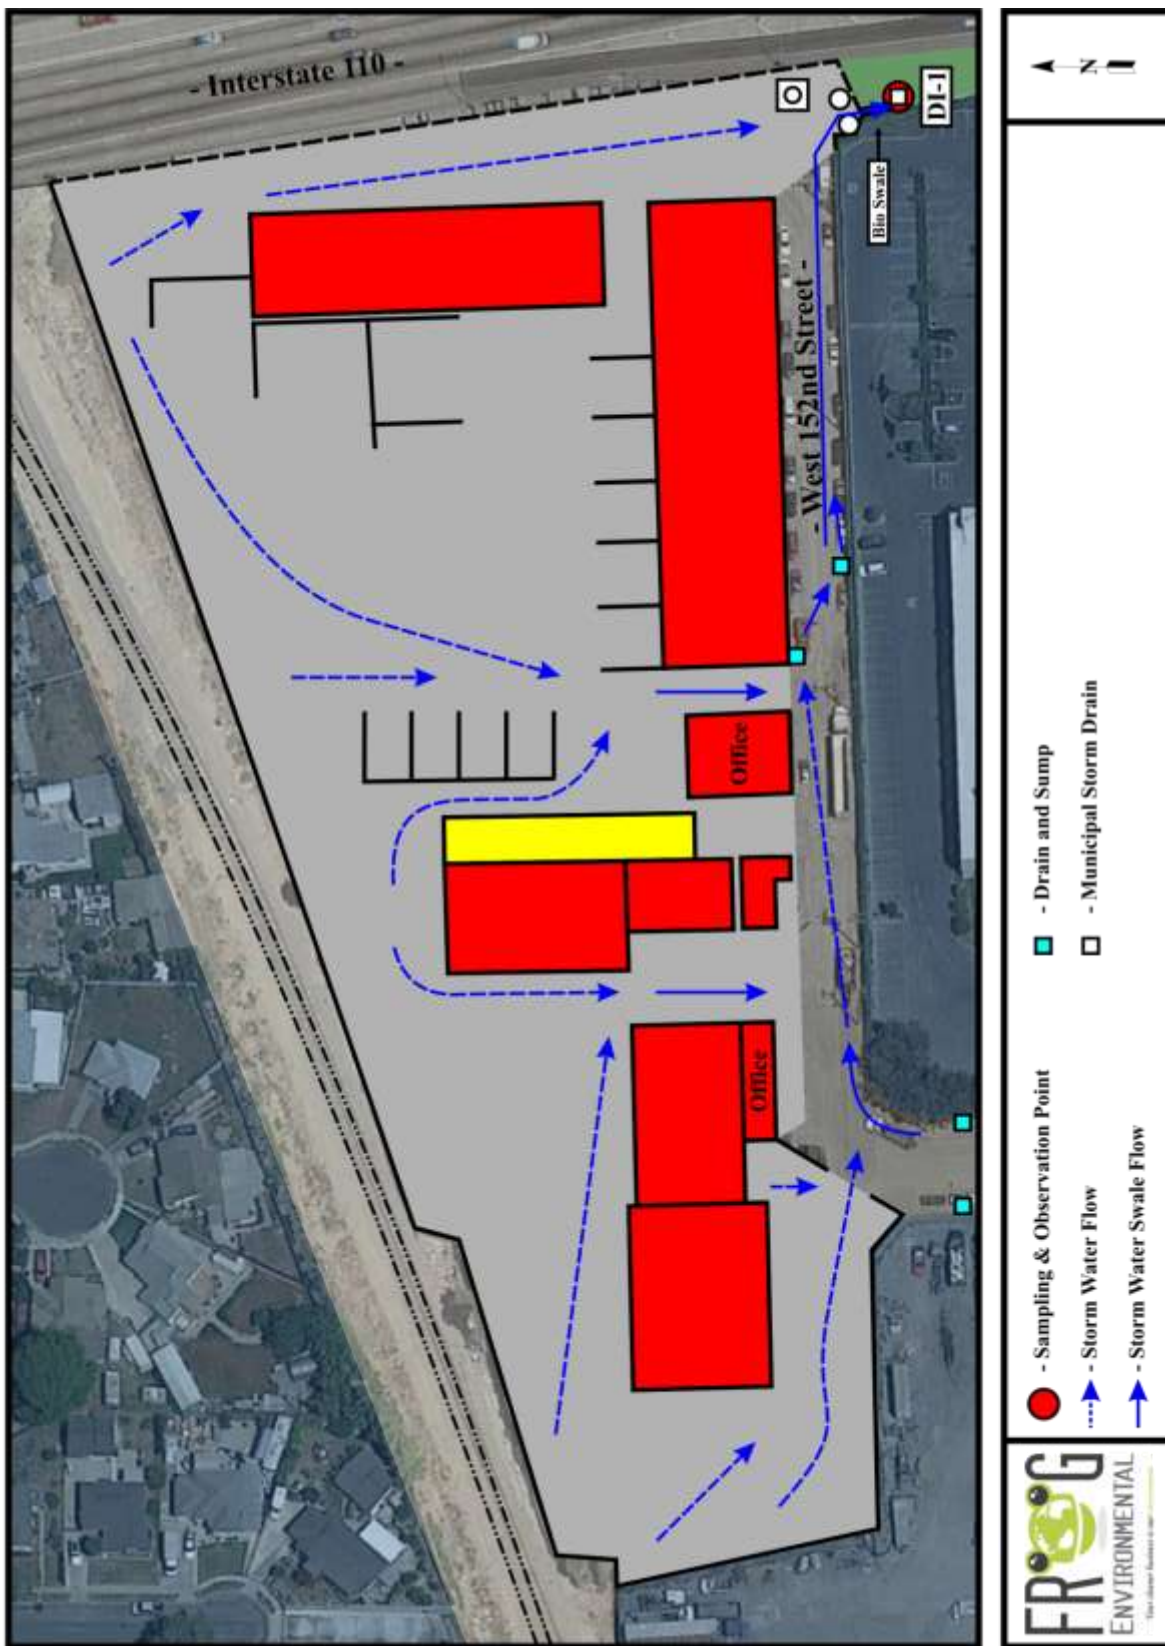 - Interstate 110 -
DI-1
Bio Swale
- West 152nd Street -
Office
Office
N
- Sampling & Observation Point
- Storm Water Flow
- Storm Water Swale Flow
- Drain and Sump
- Municipal Storm Drain
FROG
ENVIRONMENTAL